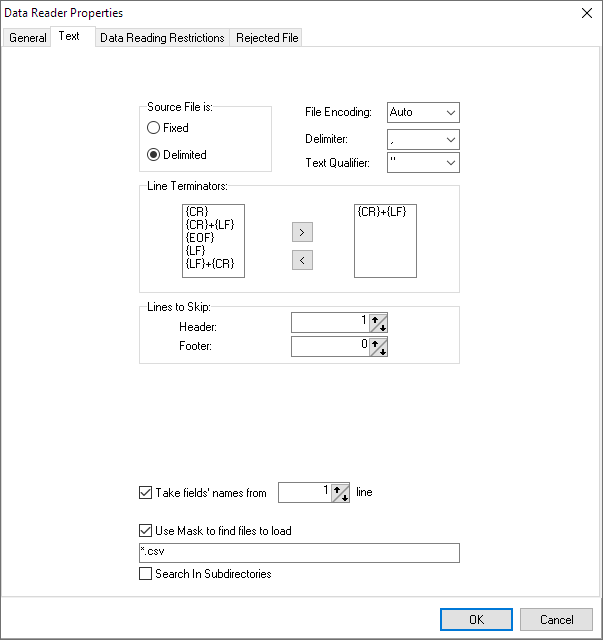 Data Reader Properties
General Text Data Reading Restrictions Rejected File
Source File is:
Fixed
Delimited
File Encoding: Auto
Delimiter: ,
Text Qualifier: "
Line Terminators:
{CR}
{CR}+{LF}
{EOF}
{LF}
{LF}+{CR}
>
<
{CR}+{LF}
Lines to Skip:
Header: 1
Footer: 0
Take fields' names from 1 line
Use Mask to find files to load
*.csv
Search In Subdirectories
OK Cancel